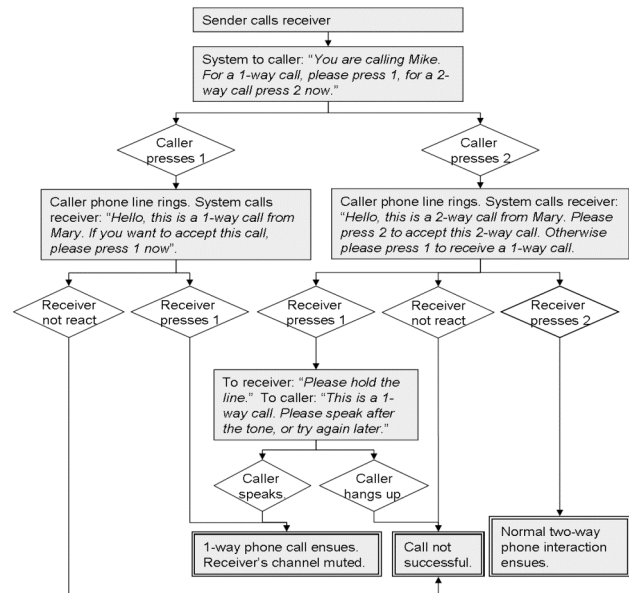 Sender calls receiver
System to caller: “You are calling Mike.
For a 1-way call, please press 1, for a 2-
way call press 2 now.”
Caller
presses 1
Caller
presses 2
Caller phone line rings. System calls
receiver: “Hello, this is a 1-way call from
Mary. If you want to accept this call,
please press 1 now”.
Caller phone line rings. System calls receiver:
“Hello, this is a 2-way call from Mary. Please
press 2 to accept this 2-way call. Otherwise
please press 1 to receive a 1-way call.
Receiver
not react
Receiver
presses 1
Receiver
presses 1
Receiver
not react
Receiver
presses 2
To receiver: “Please hold the
line.” To caller: “This is a 1-
way call. Please speak after
the tone, or try again later.”
Caller
speaks.
Caller
hangs up
1-way phone call ensues.
Receiver’s channel muted.
Call not
successful.
Normal two-way
phone interaction
ensues.